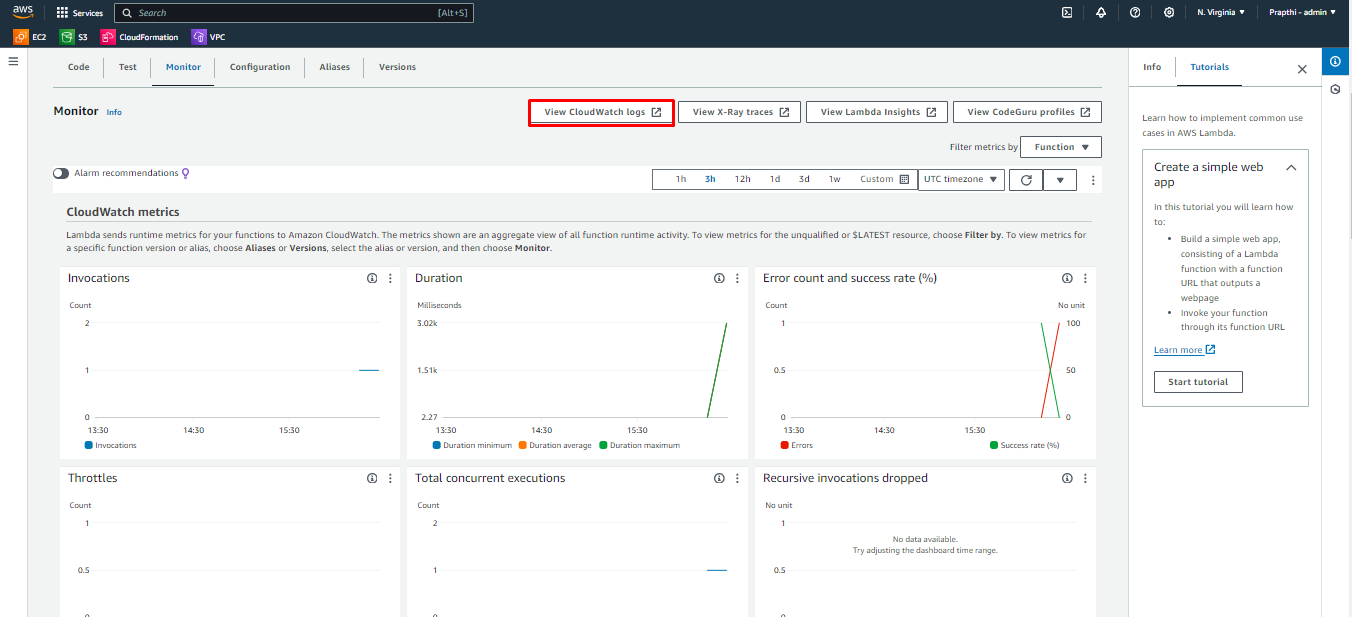 aws
Services
Search
[Alt+S]
N. Virginia
Prapthi - admin
EC2
S3
CloudFormation
VPC
Code
Test
Monitor
Configuration
Aliases
Versions
Monitor
Info
View CloudWatch logs
View X-Ray traces
View Lambda Insights
View CodeGuru profiles
Filter metrics by
Function
Alarm recommendations
1h
3h
12h
1d
3d
1w
Custom
UTC timezone
CloudWatch metrics
Lambda sends runtime metrics for your functions to Amazon CloudWatch. The metrics shown are an aggregate view of all function runtime activity. To view metrics for the unqualified or $LATEST resource, choose Filter by. To view metrics for
a specific function version or alias, choose Aliases or Versions, select the alias or version, and then choose Monitor.
Invocations
Count
2
1
0
13:30
14:30
15:30
Invocations
Duration
Milliseconds
3.02k
1.51k
2.27
13:30
14:30
15:30
Duration minimum
Duration average
Duration maximum
Error count and success rate (%)
Count
No unit
1
100
0.5
50
0
0
13:30
14:30
15:30
Errors
Success rate (%)
Throttles
Count
1
0.5
0
Total concurrent executions
Count
2
1
0
Recursive invocations dropped
No unit
1
No data available.
Try adjusting the dashboard time range.
0.5
0
Info
Tutorials
Learn how to implement common use
cases in AWS Lambda.
Create a simple web
app
In this tutorial you will learn how
to:
• Build a simple web app,
consisting of a Lambda
function with a function
URL that outputs a
webpage
• Invoke your function
through its function URL
Learn more
Start tutorial